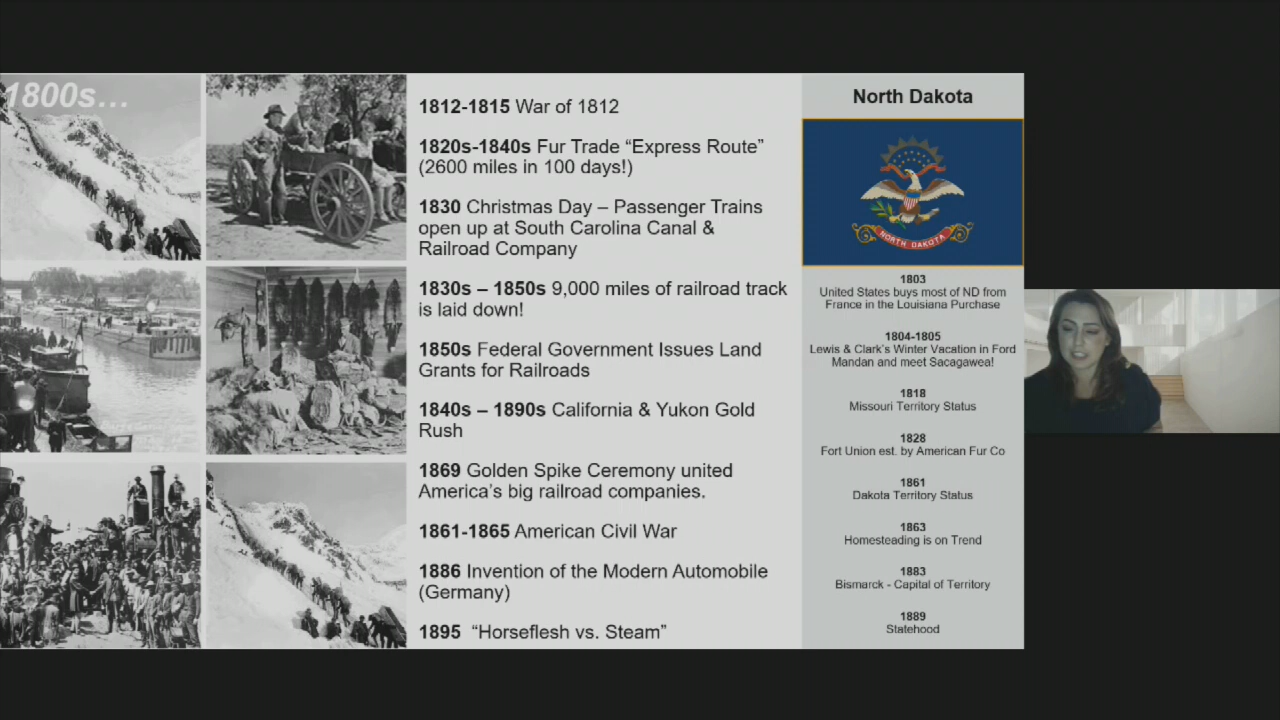 1800s...
1812-1815 War of 1812
1820s-1840s Fur Trade “Express Route”
(2600 miles in 100 days!)
1830 Christmas Day – Passenger Trains
open up at South Carolina Canal &
Railroad Company
1830s – 1850s 9,000 miles of railroad track
is laid down!
1850s Federal Government Issues Land
Grants for Railroads
1840s – 1890s California & Yukon Gold
Rush
1869 Golden Spike Ceremony united
America’s big railroad companies.
1861-1865 American Civil War
1886 Invention of the Modern Automobile
(Germany)
1895 “Horseflesh vs. Steam”
North Dakota
NORTH DAKOTA
1803
United States buys most of ND from
France in the Louisiana Purchase
1804-1805
Lewis & Clark’s Winter Vacation in Ford
Mandan and meet Sacagawea!
1818
Missouri Territory Status
1828
Fort Union est. by American Fur Co
1861
Dakota Territory Status
1863
Homesteading is on Trend
1883
Bismarck - Capital of Territory
1889
Statehood